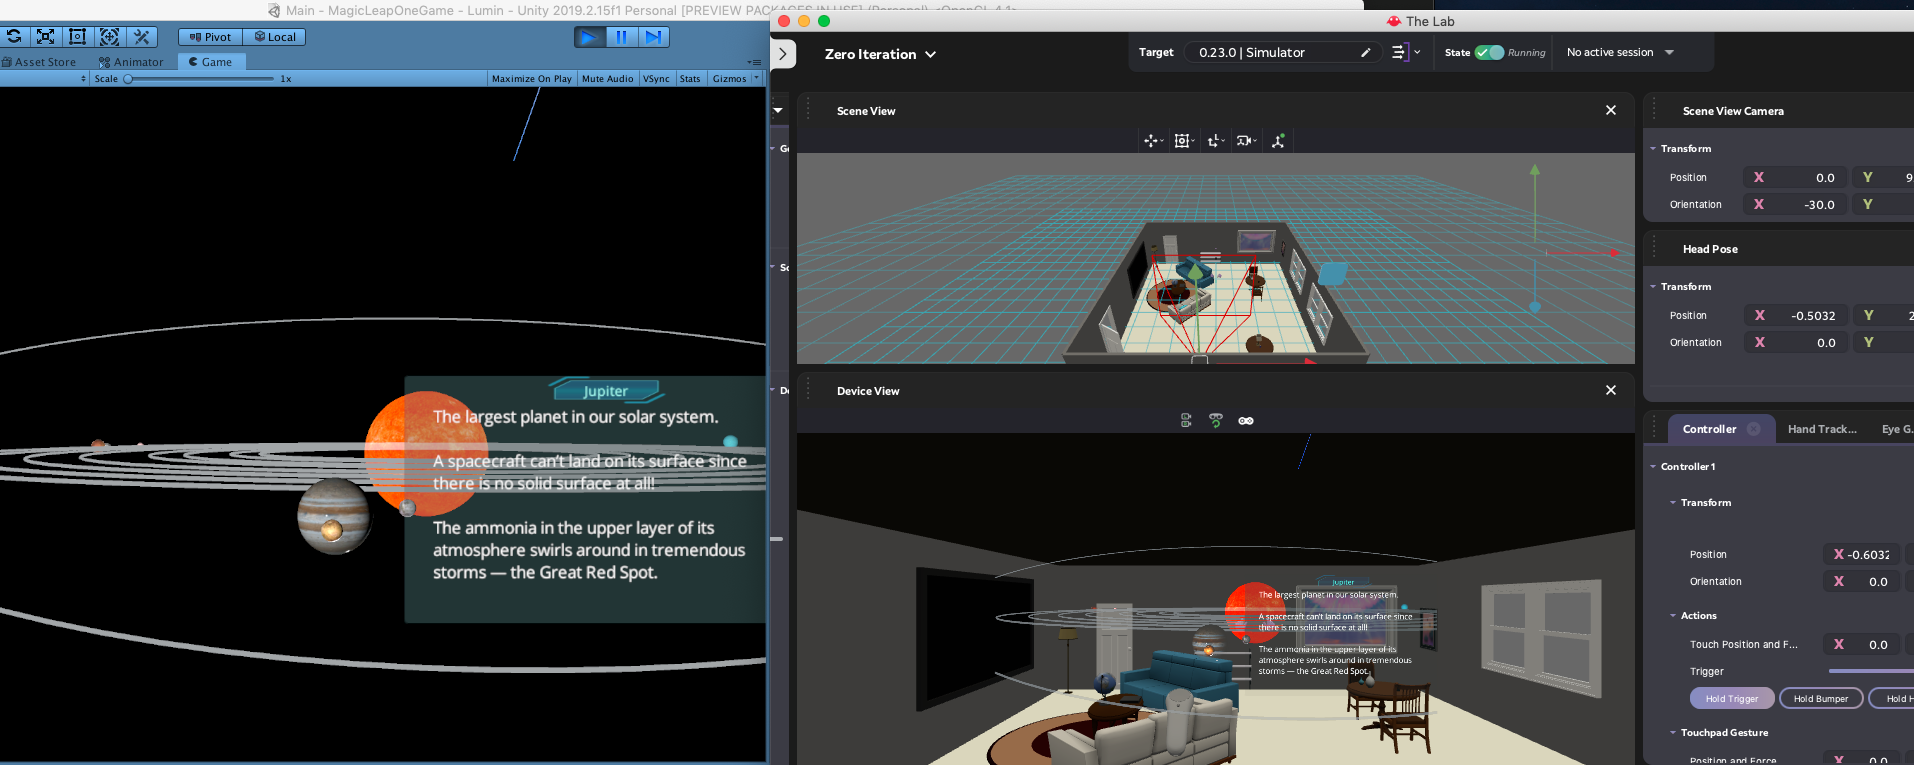 Main - MagicLeapOneGame - Lumin - Unity 2019.2.15f1 Personal [PREVIEW PACKAGES IN USE] (Personal) <OpenGL 4.1>
Pivot
Local
Asset Store
Animator
Game
Scale
1x
Maximize On Play
Mute Audio
VSync
Stats
Gizmos
Jupiter
The largest planet in our solar system.
A spacecraft can't land on its surface since
there is no solid surface at all!
The ammonia in the upper layer of its
atmosphere swirls around in tremendous
storms — the Great Red Spot.
The Lab
Zero Iteration
Target
0.23.0 | Simulator
State
Running
No active session
Scene View
Device View
Jupiter
The largest planet in our solar system.
A spacecraft can't land on its surface since
there is no solid surface at all!
The ammonia in the upper layer of its
atmosphere swirls around in tremendous
storms — the Great Red Spot.
Scene View Camera
Transform
Position X 0.0 Y 9
Orientation X -30.0 Y
Head Pose
Transform
Position X -0.5032 Y 2
Orientation X 0.0 Y
Controller
Hand Track...
Eye G.
Controller1
Transform
Position X -0.6032
Orientation X 0.0
Actions
Touch Position and F... X 0.0
Trigger
Hold Trigger
Hold Bumper
Hold H
Touchpad Gesture
Position and Force X 0.0